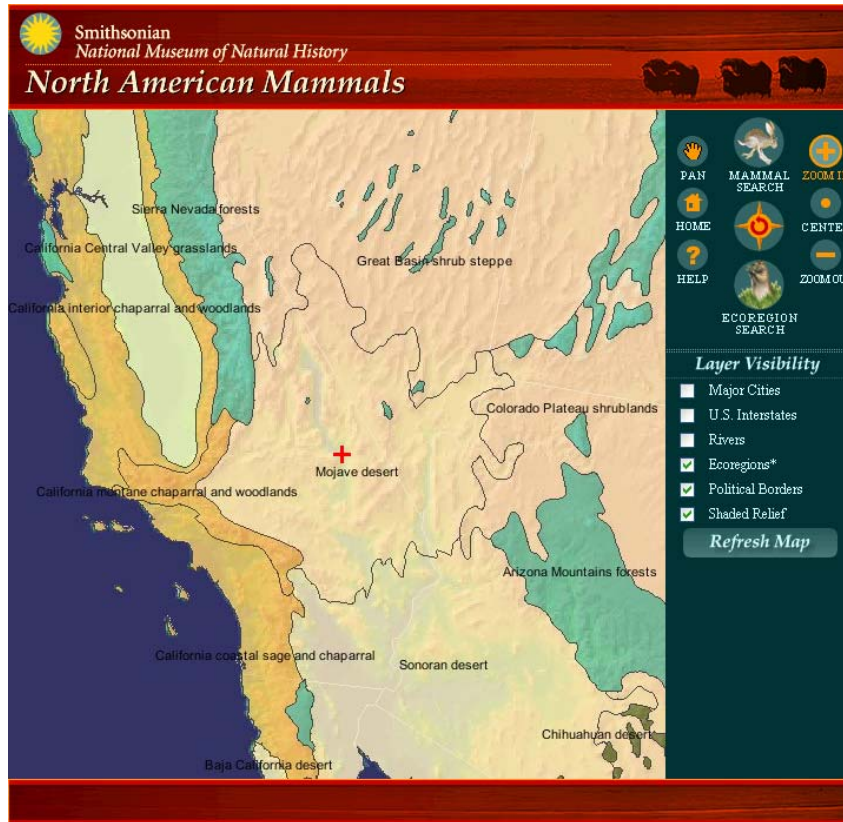 Smithsonian
National Museum of Natural History
North American Mammals
Sierra Nevada forests
California Central Valley grasslands
Great Basin shrub steppe
California interior chaparral and woodlands
Colorado Plateau shrublands
Mojave desert
California montane chaparral and woodlands
Arizona Mountains forests
California coastal sage and chaparral
Sonoran desert
Chihuahuan desert
Baja California desert
PAN
MAMMAL
SEARCH
ZOOM I
HOME
CENTE
HELP
ZOOM OU
ECOREGION
SEARCH
Layer Visibility
Major Cities
U.S. Interstates
Rivers
Ecoregions*
Political Borders
Shaded Relief
Refresh Map